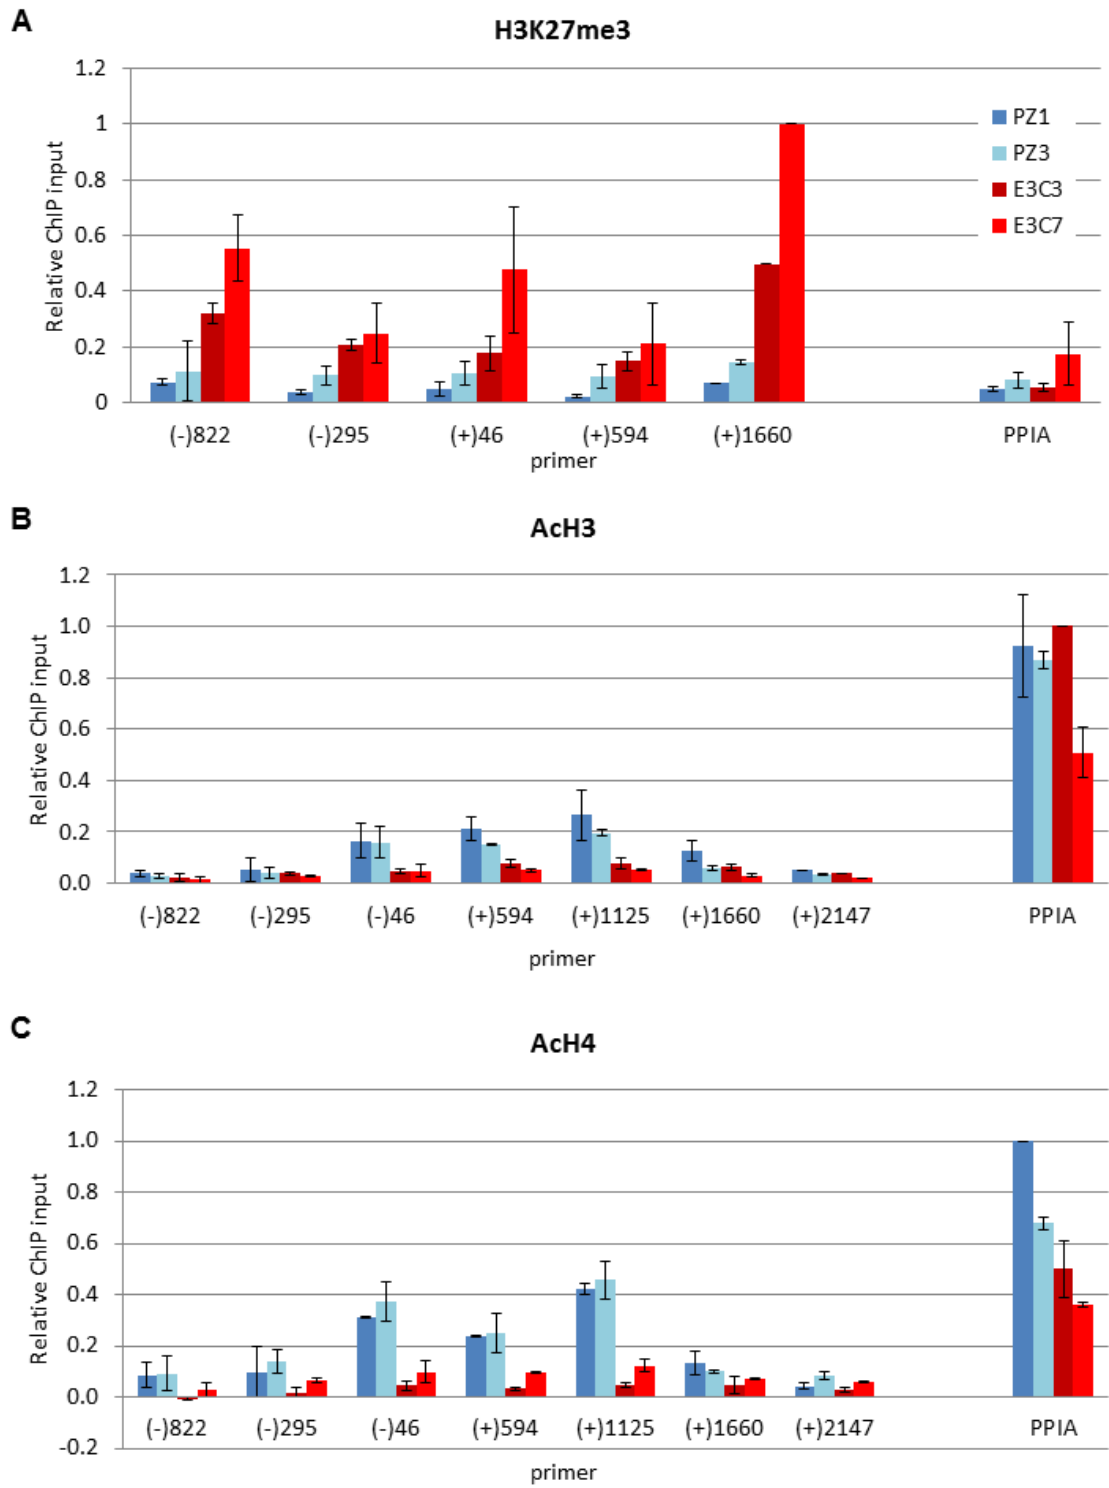 A
H3K27me3
Relative ChIP input
1.2
1
0.8
0.6
0.4
0.2
0
PZ1
PZ3
E3C3
E3C7
(-)822 (-)295 (+)46 (+)594 (+)1660 PPIA
primer
B
AcH3
Relative ChIP input
1.2
1.0
0.8
0.6
0.4
0.2
0.0
(-)822 (-)295 (-)46 (+)594 (+)1125 (+)1660 (+)2147 PPIA
primer
C
AcH4
Relative ChIP input
1.2
1.0
0.8
0.6
0.4
0.2
0.0
-0.2
(-)822 (-)295 (-)46 (+)594 (+)1125 (+)1660 (+)2147 PPIA
primer